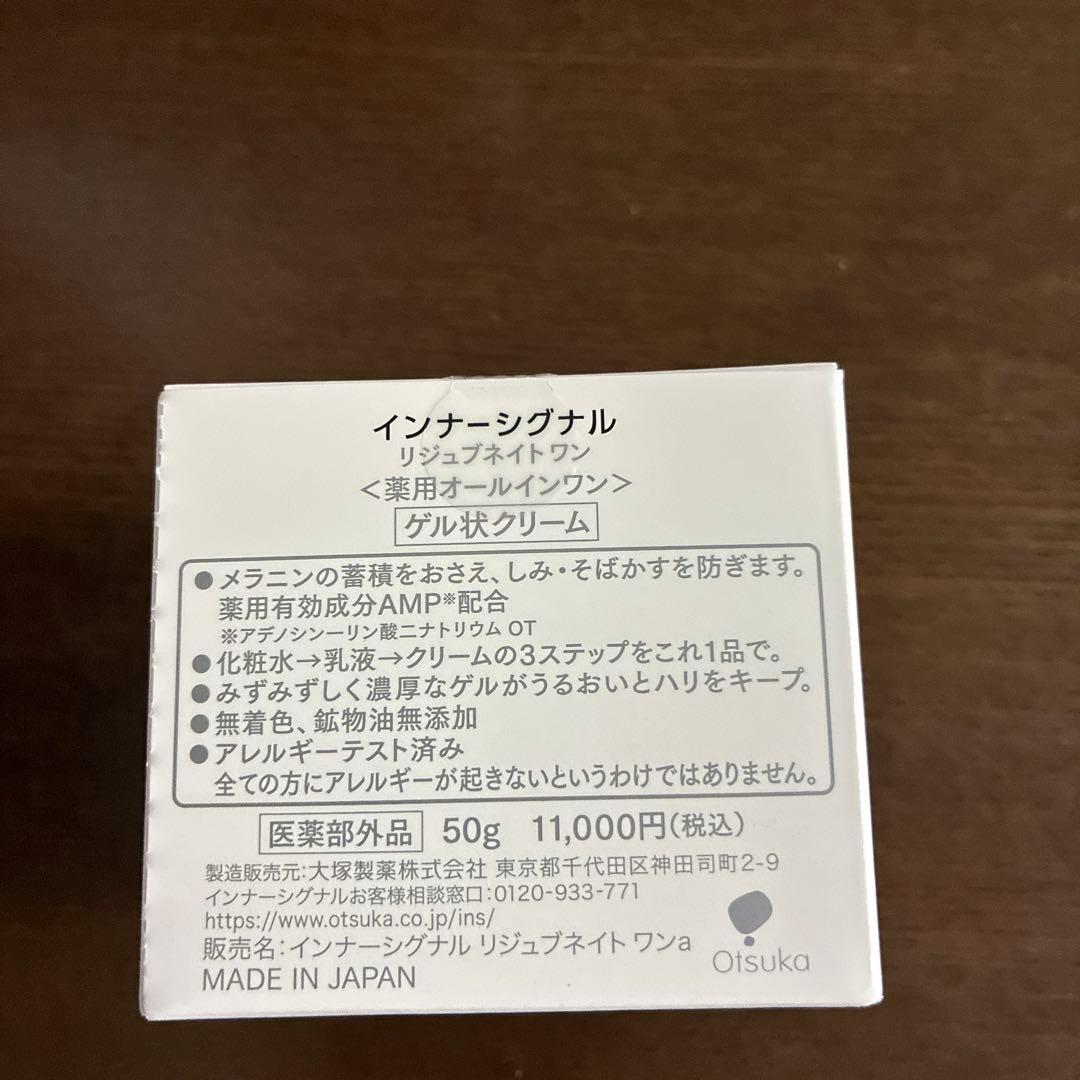 インナーシグナル
リジュブネイト ワン
＜薬用オールインワン＞
ゲル状クリーム
●メラニンの蓄積をおさえ、しみ・そばかすを防ぎます。
薬用有効成分AMP※配合
※アデノシン一リン酸二ナトリウム OT
●化粧水→乳液→クリームの3ステップをこれ1品で。
●みずみずしく濃厚なゲルがうるおいとハリをキープ。
●無着色、鉱物油無添加
●アレルギーテスト済み
全ての方にアレルギーが起きないというわけではありません。
医薬部外品 50g 11,000円(税込)
製造販売元:大塚製薬株式会社 東京都千代田区神田司町2-9
インナーシグナルお客様相談窓口:0120-933-771
https://www.otsuka.co.jp/ins/
販売名:インナーシグナル リジュブネイト ワンa
MADE IN JAPAN
Otsuka